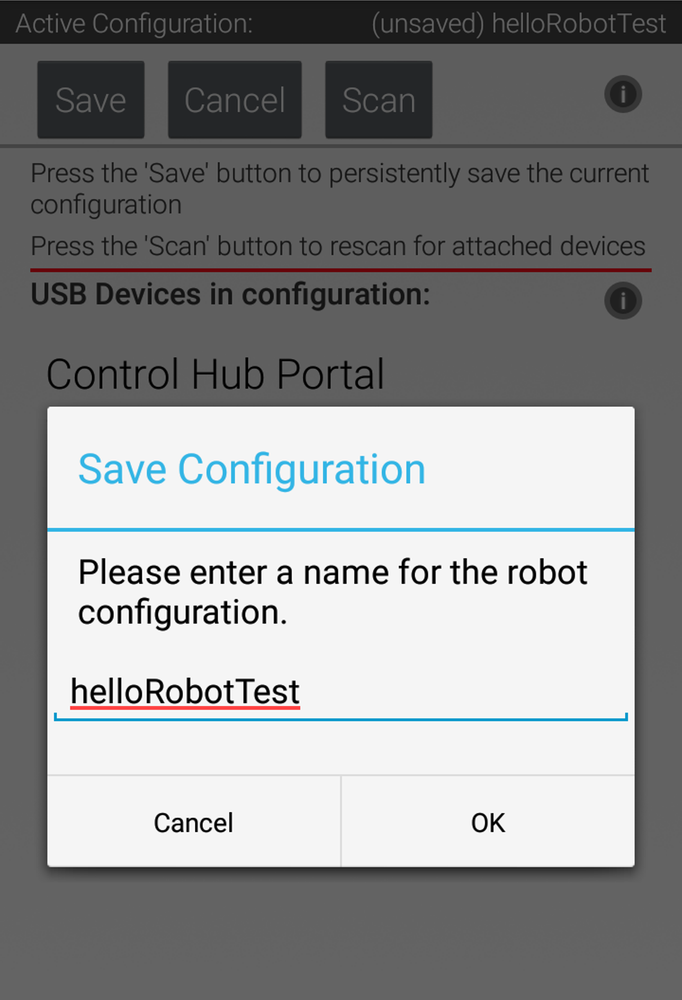 Active Configuration: (unsaved) helloRobotTest
Save Cancel Scan i
Press the 'Save' button to persistently save the current
configuration
Press the 'Scan' button to rescan for attached devices
USB Devices in configuration: i
Control Hub Portal
Save Configuration
Please enter a name for the robot
configuration.
helloRobotTest
Cancel OK